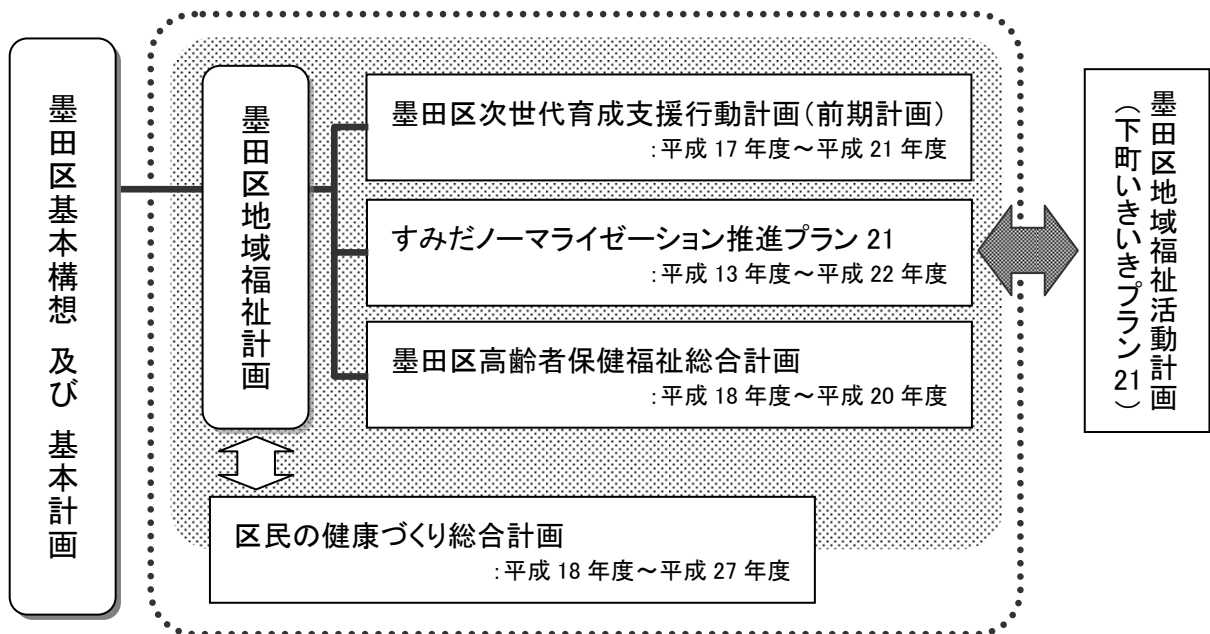 墨田区基本構想 及び 基本計画
墨田区地域福祉計画
墨田区次世代育成支援行動計画（前期計画）
：平成 17 年度～平成 21 年度
すみだノーマライゼーション推進プラン 21
：平成 13 年度～平成 22 年度
墨田区高齢者保健福祉総合計画
：平成 18 年度～平成 20 年度
区民の健康づくり総合計画
：平成 18 年度～平成 27 年度
墨田区地域福祉活動計画
（下町いきいきプラン 21）